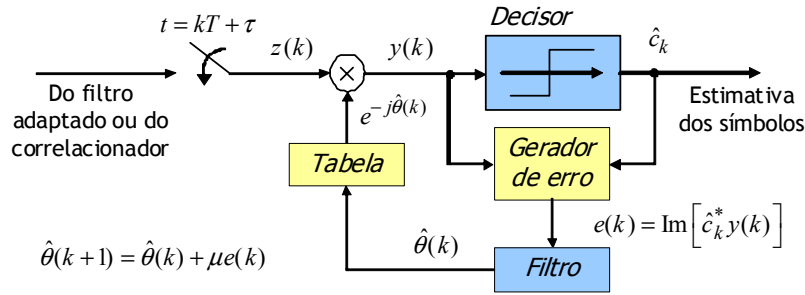 t = kT + τ
z(k)
y(k)
Decisor
ĉ_k
×
Do filtro
adaptado ou do
correlacionador
e^{-jθ̂(k)}
Estimativa
dos símbolos
Tabela
Gerador
de erro
e(k) = Im[ĉ_k^* y(k)]
θ̂(k)
Filtro
θ̂(k+1) = θ̂(k) + μe(k)